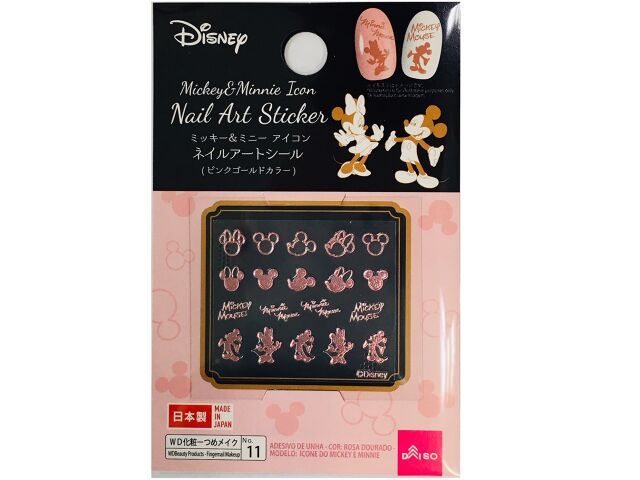 Disney
Mickey&Minnie Icon
Nail Art Sticker
ミッキー&ミニー アイコン
ネイルアートシール
(ピンクゴールドカラー)
Minnie
Mouse
MICKEY
MOUSE
MICKEY
MOUSE
Minnie
Mouse
Minnie
Mouse
MICKEY
MOUSE
©Disney
日本製
MADE IN
JAPAN
WD化粧ーつめメイク
WDBeauty Products - Fingernail Makeup
No.
11
ADESIVO DE UNHA - COR: ROSA DOURADO -
MODELO: ICONE DO MICKEY E MINNIE
DAISO